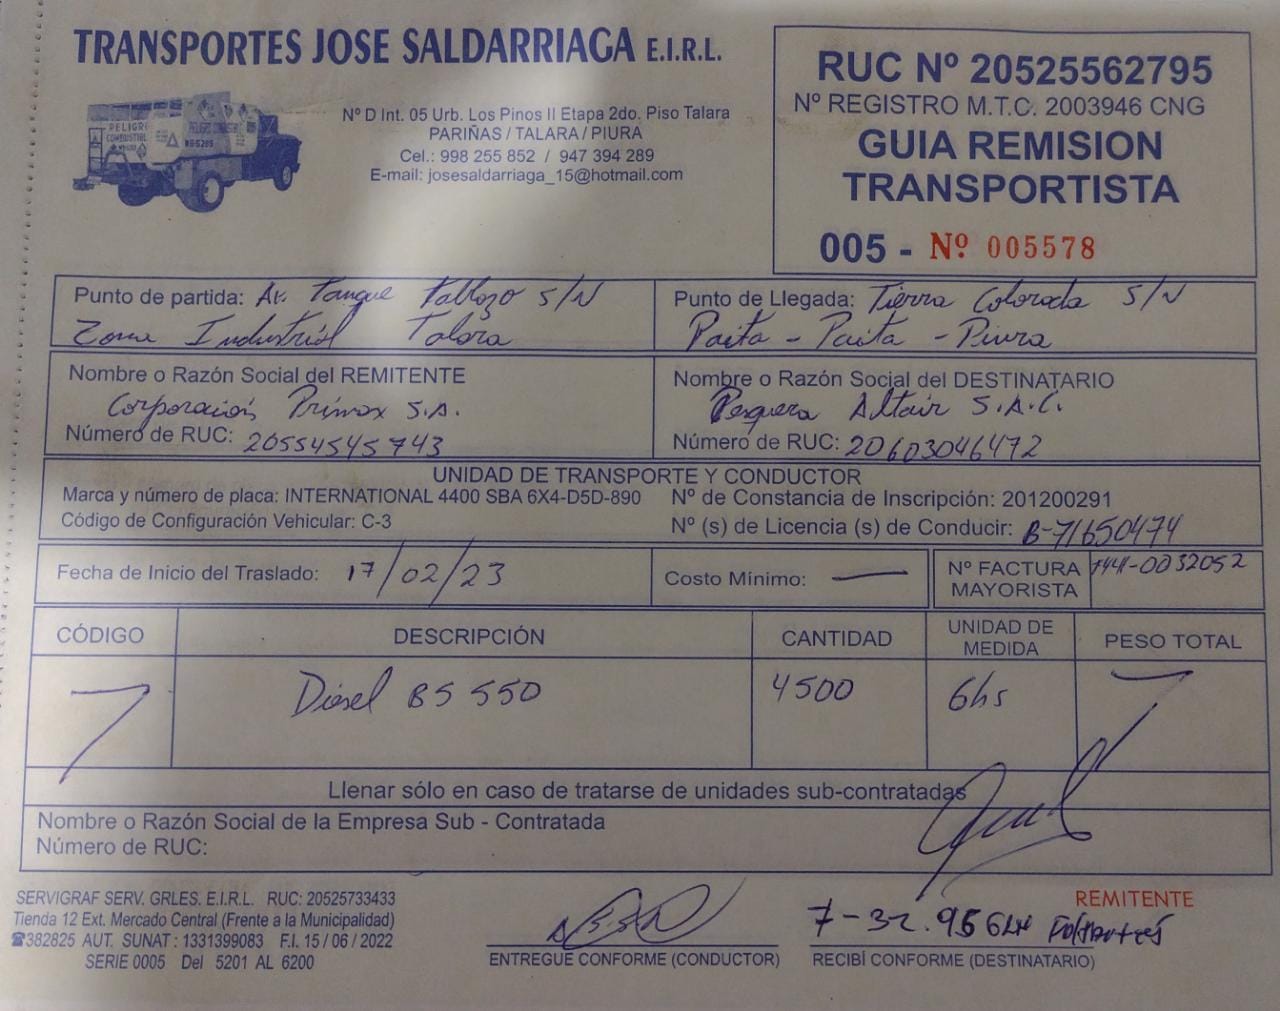 TRANSPORTES JOSE SALDARRIAGA E.I.R.L.
PELIGRO
COMBUSTIBLE
Nº D Int. 05 Urb. Los Pinos II Etapa 2do. Piso Talara
PARIÑAS / TALARA / PIURA
Cel.: 998 255 852 / 947 394 289
E-mail: josesaldarriaga_15@hotmail.com
RUC Nº 20525562795
Nº REGISTRO M.T.C. 2003946 CNG
GUIA REMISION
TRANSPORTISTA
005 - Nº 005578
Punto de partida: Av. Tanque Tablazo S/N
Zona Industrial Talara
Punto de Llegada: Tierra Colorada S/N
Paita - Paita - Piura
Nombre o Razón Social del REMITENTE
Corporación Primax S.A.
Número de RUC: 20554545743
Nombre o Razón Social del DESTINATARIO
Pesquera Altair S.A.C.
Número de RUC: 20603046472
UNIDAD DE TRANSPORTE Y CONDUCTOR
Marca y número de placa: INTERNATIONAL 4400 SBA 6X4-D5D-890
Nº de Constancia de Inscripción: 201200291
Código de Configuración Vehicular: C-3
Nº (s) de Licencia (s) de Conducir: B-71650474
Fecha de Inicio del Traslado: 17/02/23
Costo Mínimo: —
Nº FACTURA
MAYORISTA
-0032052
CÓDIGO DESCRIPCIÓN CANTIDAD UNIDAD DE MEDIDA PESO TOTAL
Diesel B5 S50 4500 Gls
Llenar sólo en caso de tratarse de unidades sub-contratadas
Nombre o Razón Social de la Empresa Sub - Contratada
Número de RUC:
SERVIGRAF SERV. GRLES. E.I.R.L. RUC: 20525733433
Tienda 12 Ext. Mercado Central (Frente a la Municipalidad)
☎382825 AUT. SUNAT : 1331399083 F.I. 15 / 06 / 2022
SERIE 0005 Del 5201 AL 6200
ENTREGUE CONFORME (CONDUCTOR)
REMITENTE
RECIBÍ CONFORME (DESTINATARIO)